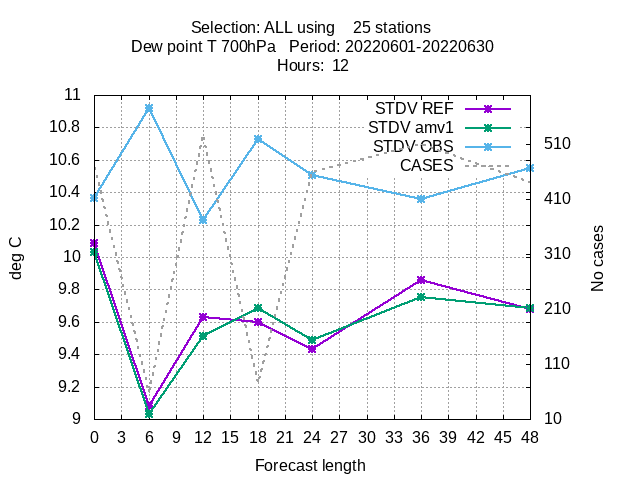 Selection: ALL using    25 stations
Dew point T 700hPa   Period: 20220601-20220630
Hours:  12
STDV REF
STDV amv1
STDV OBS
CASES
11
10.8
10.6
10.4
10.2
10
9.8
9.6
9.4
9.2
9
deg C
510
410
310
210
110
10
No cases
0 3 6 9 12 15 18 21 24 27 30 33 36 39 42 45 48
Forecast length